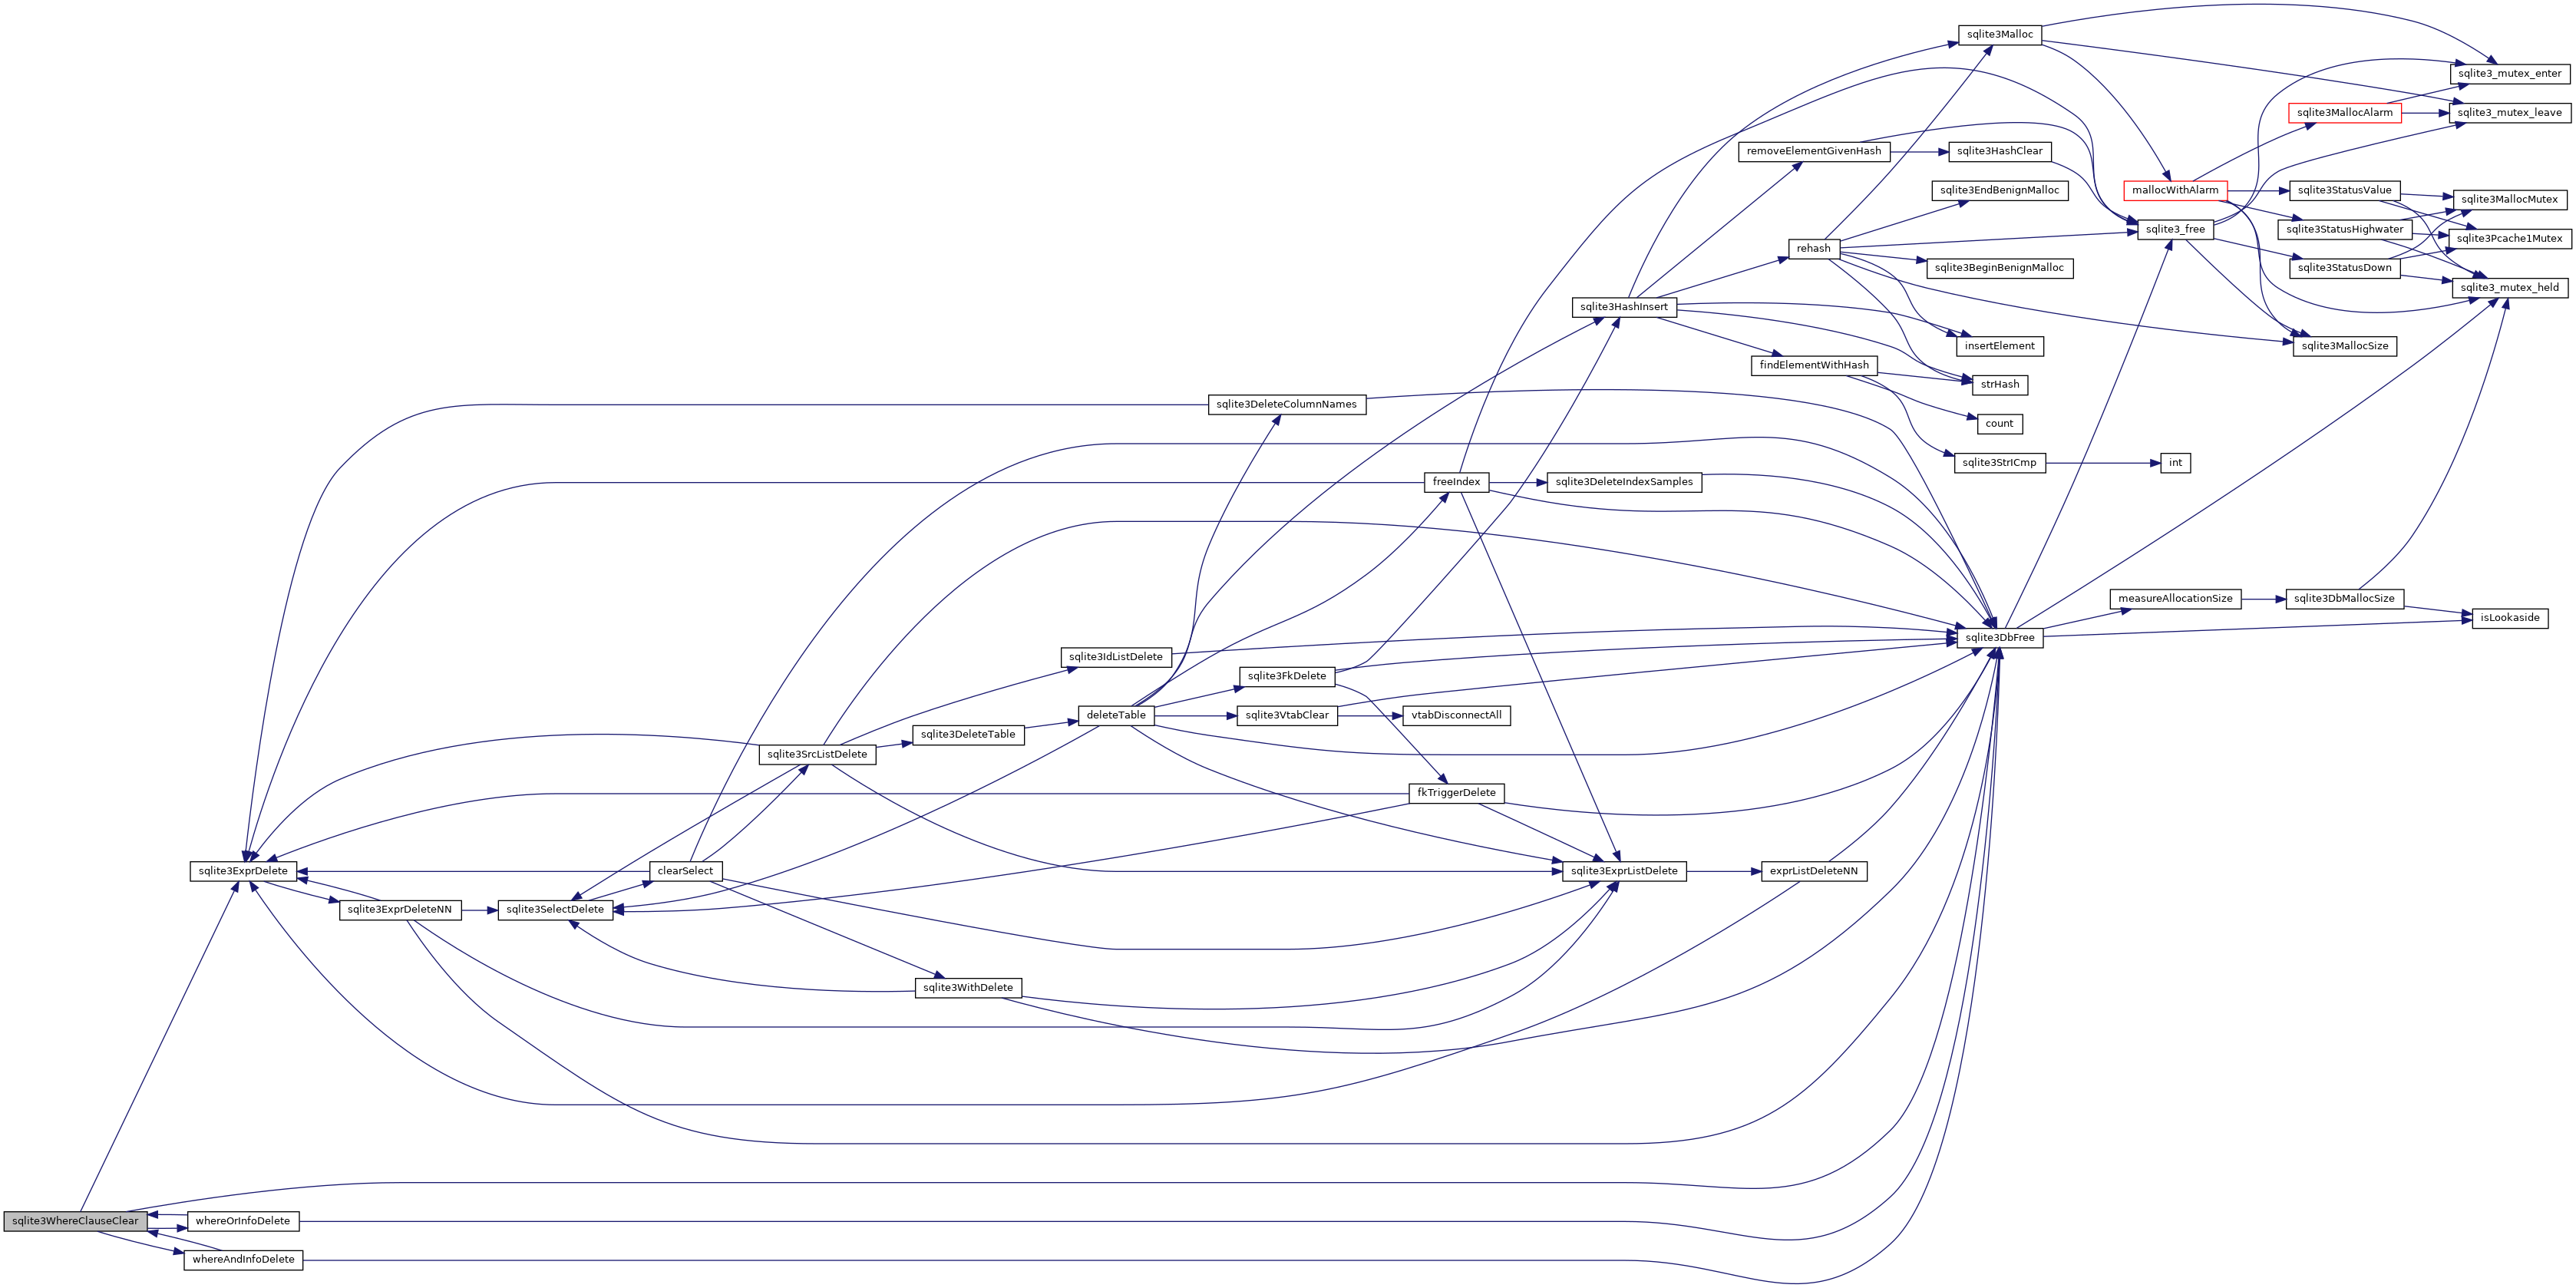 sqlite3Malloc
sqlite3_mutex_enter
sqlite3MallocAlarm
sqlite3_mutex_leave
removeElementGivenHash
sqlite3HashClear
sqlite3EndBenignMalloc
mallocWithAlarm
sqlite3StatusValue
sqlite3MallocMutex
rehash
sqlite3_free
sqlite3StatusHighwater
sqlite3Pcache1Mutex
sqlite3BeginBenignMalloc
sqlite3StatusDown
sqlite3_mutex_held
sqlite3HashInsert
insertElement
sqlite3MallocSize
findElementWithHash
strHash
sqlite3DeleteColumnNames
count
sqlite3StrICmp
int
freeIndex
sqlite3DeleteIndexSamples
measureAllocationSize
sqlite3DbMallocSize
isLookaside
sqlite3DbFree
sqlite3IdListDelete
sqlite3FkDelete
deleteTable
sqlite3VtabClear
vtabDisconnectAll
sqlite3DeleteTable
sqlite3SrcListDelete
fkTriggerDelete
sqlite3ExprDelete
clearSelect
sqlite3ExprListDelete
exprListDeleteNN
sqlite3ExprDeleteNN
sqlite3SelectDelete
sqlite3WithDelete
sqlite3WhereClauseClear
whereOrInfoDelete
whereAndInfoDelete